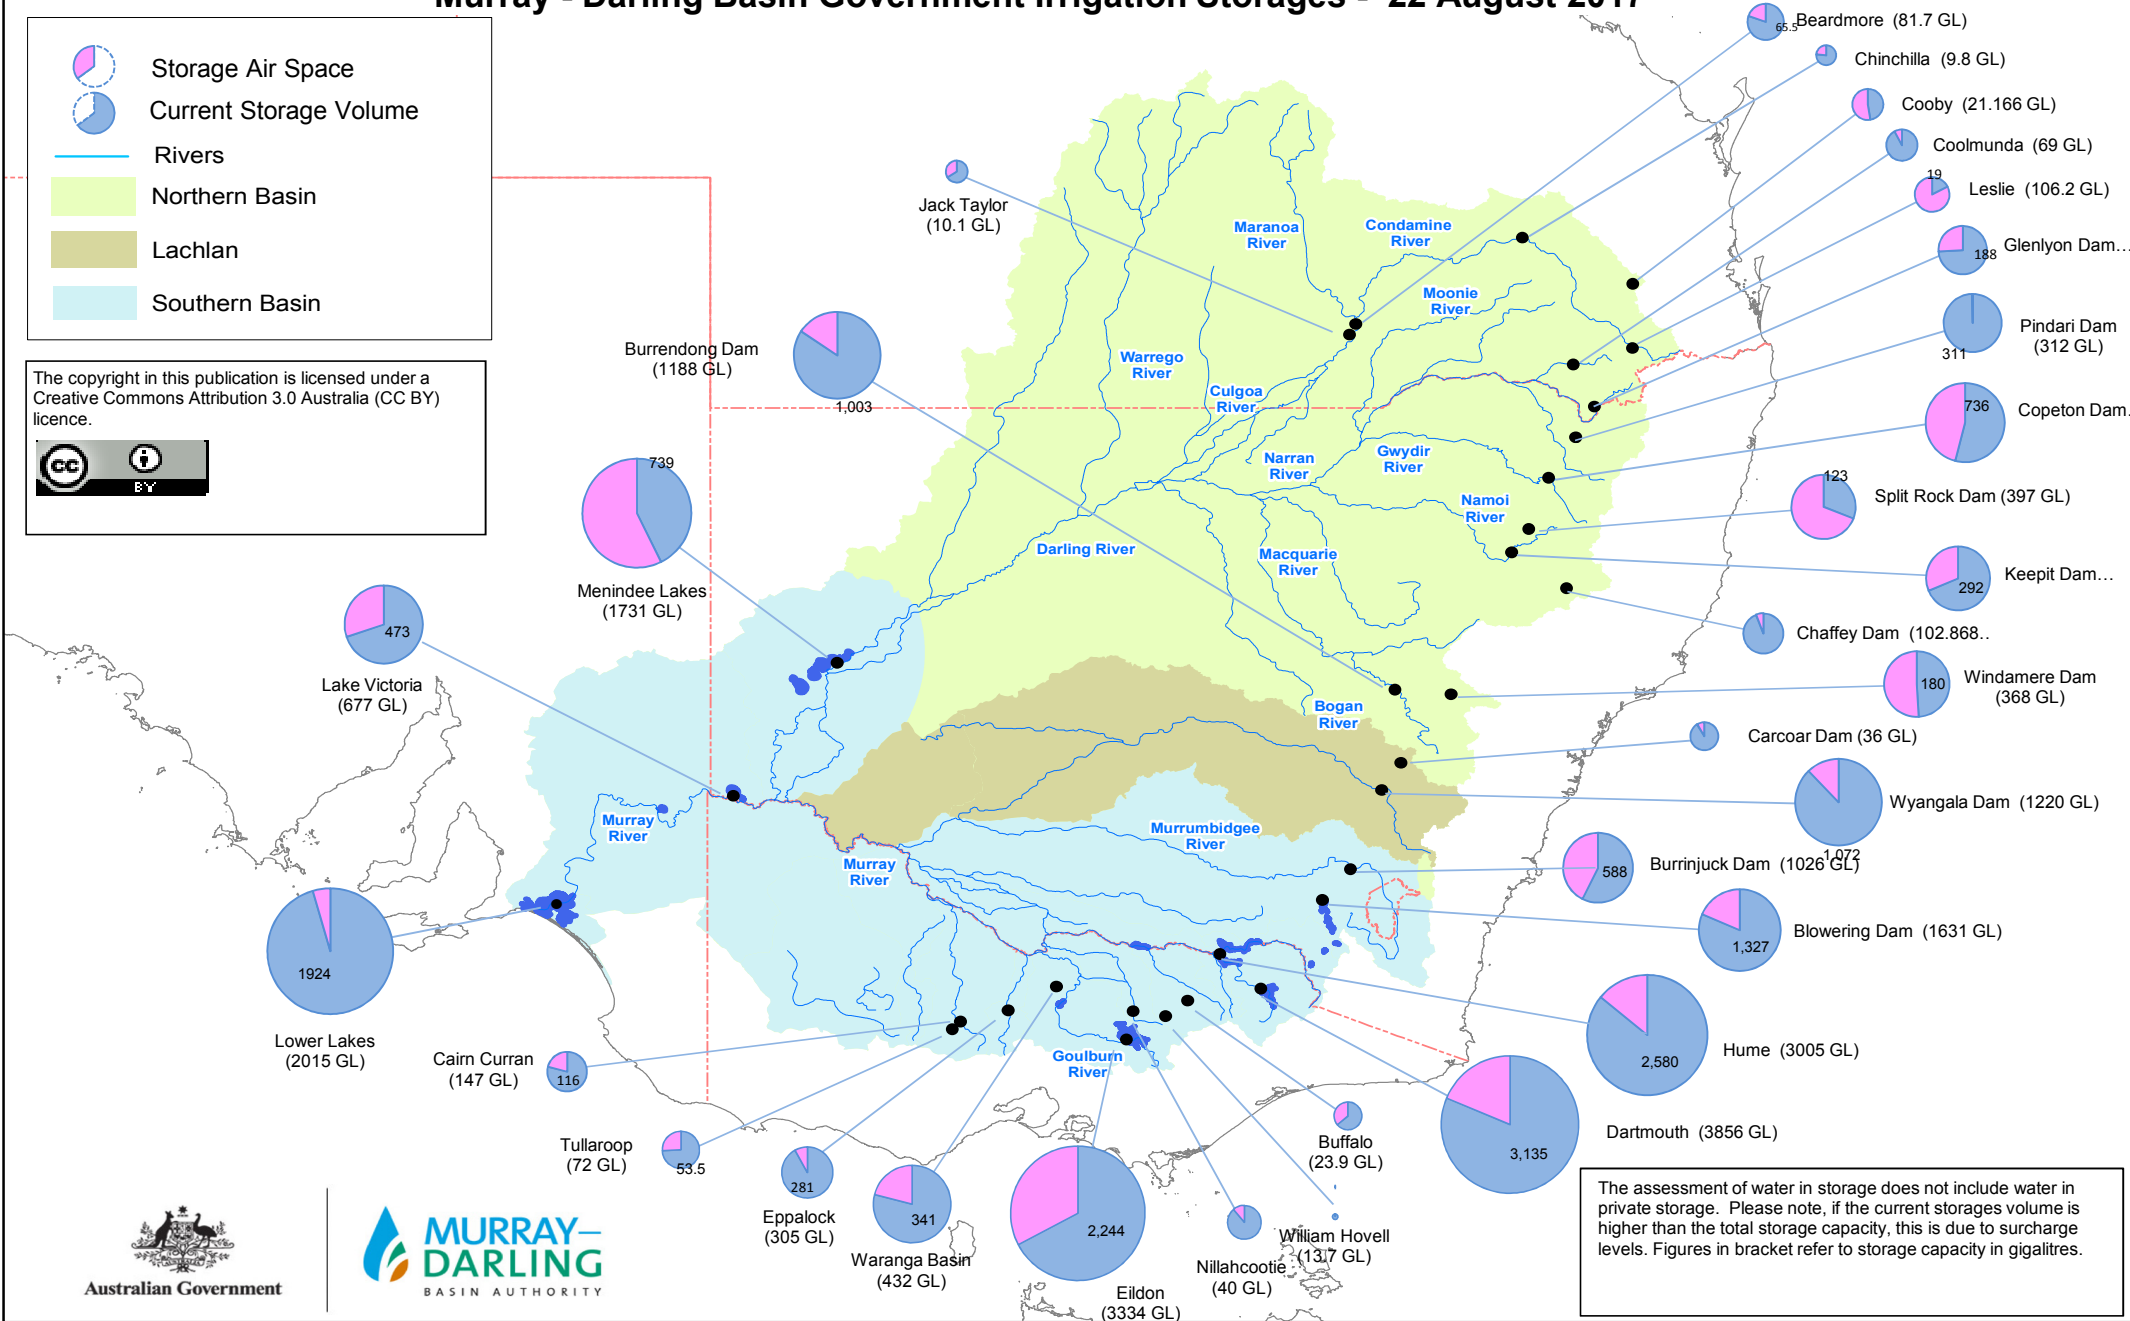 Murray - Darling Basin Government Irrigation Storages - 22 August 2017
Storage Air Space
Current Storage Volume
Rivers
Northern Basin
Lachlan
Southern Basin
The copyright in this publication is licensed under a
Creative Commons Attribution 3.0 Australia (CC BY)
licence.
CC
BY
Beardmore (81.7 GL)
65.5
Chinchilla (9.8 GL)
Cooby (21.166 GL)
Coolmunda (69 GL)
19
Leslie (106.2 GL)
Glenlyon Dam...
188
Pindari Dam
(312 GL)
311
Copeton Dam.
736
123
Split Rock Dam (397 GL)
Keepit Dam...
292
Chaffey Dam (102.868..
Windamere Dam
(368 GL)
180
Carcoar Dam (36 GL)
Wyangala Dam (1220 GL)
1,072
Burrinjuck Dam (1026 GL)
588
Blowering Dam (1631 GL)
1,327
Hume (3005 GL)
2,580
Dartmouth (3856 GL)
3,135
Jack Taylor
(10.1 GL)
Burrendong Dam
(1188 GL)
1,003
739
Menindee Lakes
(1731 GL)
473
Lake Victoria
(677 GL)
1924
Lower Lakes
(2015 GL)
Cairn Curran
(147 GL)
116
Tullaroop
(72 GL)
53.5
281
Eppalock
(305 GL)
341
Waranga Basin
(432 GL)
2,244
Eildon
(3334 GL)
Nillahcootie
(40 GL)
William Hovell
(13.7 GL)
Buffalo
(23.9 GL)
Maranoa
River
Condamine
River
Moonie
River
Warrego
River
Culgoa
River
Narran
River
Gwydir
River
Namoi
River
Darling River
Macquarie
River
Bogan
River
Murray
River
Murray
River
Murrumbidgee
River
Goulburn
River
The assessment of water in storage does not include water in
private storage. Please note, if the current storages volume is
higher than the total storage capacity, this is due to surcharge
levels. Figures in bracket refer to storage capacity in gigalitres.
Australian Government
MURRAY–
DARLING
BASIN AUTHORITY